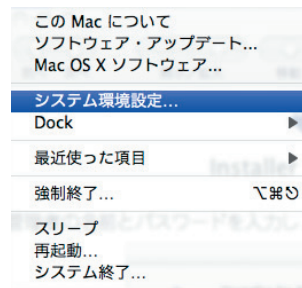 この Mac について
ソフトウェア・アップデート...
Mac OS X ソフトウェア...
システム環境設定...
Dock ▶
最近使った項目 ▶
Installer
強制終了... ⌥⌘⎋
スリープ
再起動...
システム終了...